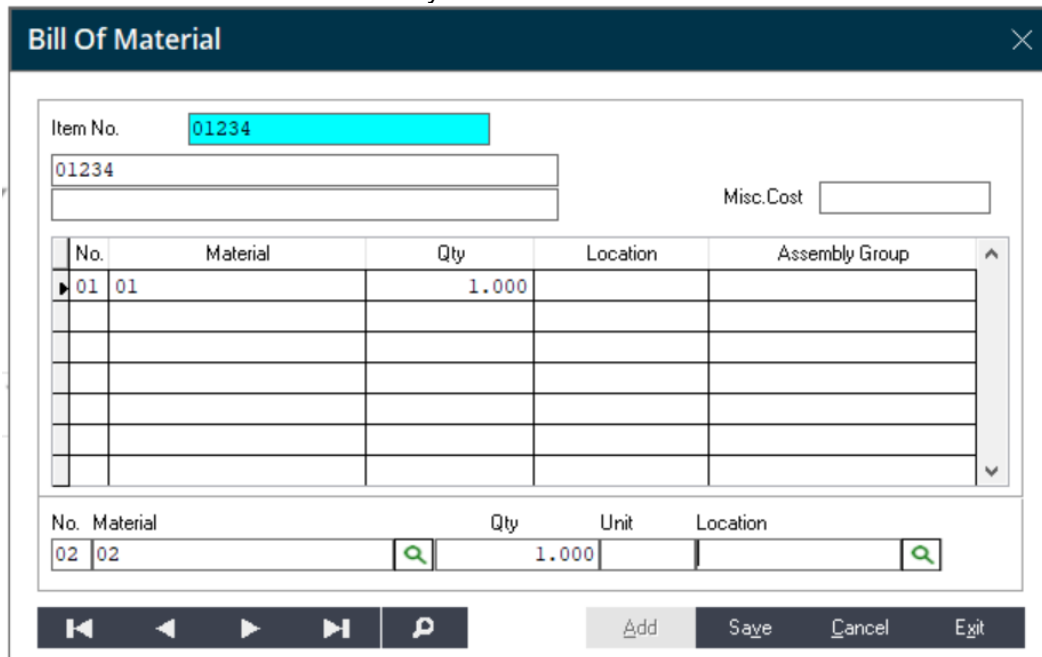 Bill Of Material
Item No. 01234
01234
Misc.Cost
No. Material Qty Location Assembly Group
01 01 1.000
No. Material Qty Unit Location
02 02 1.000
Add Save Cancel Exit